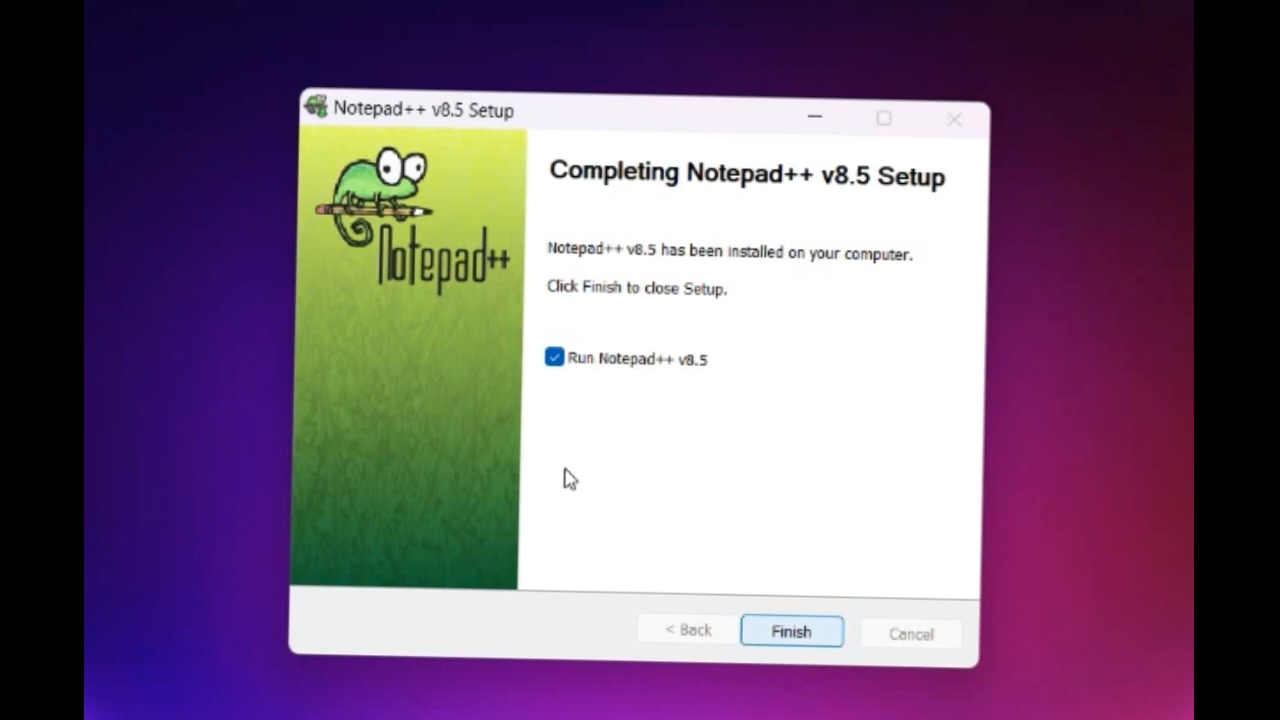 Notepad++ v8.5 Setup
Notepad++
Completing Notepad++ v8.5 Setup
Notepad++ v8.5 has been installed on your computer.
Click Finish to close Setup.
Run Notepad++ v8.5
< Back
Finish
Cancel